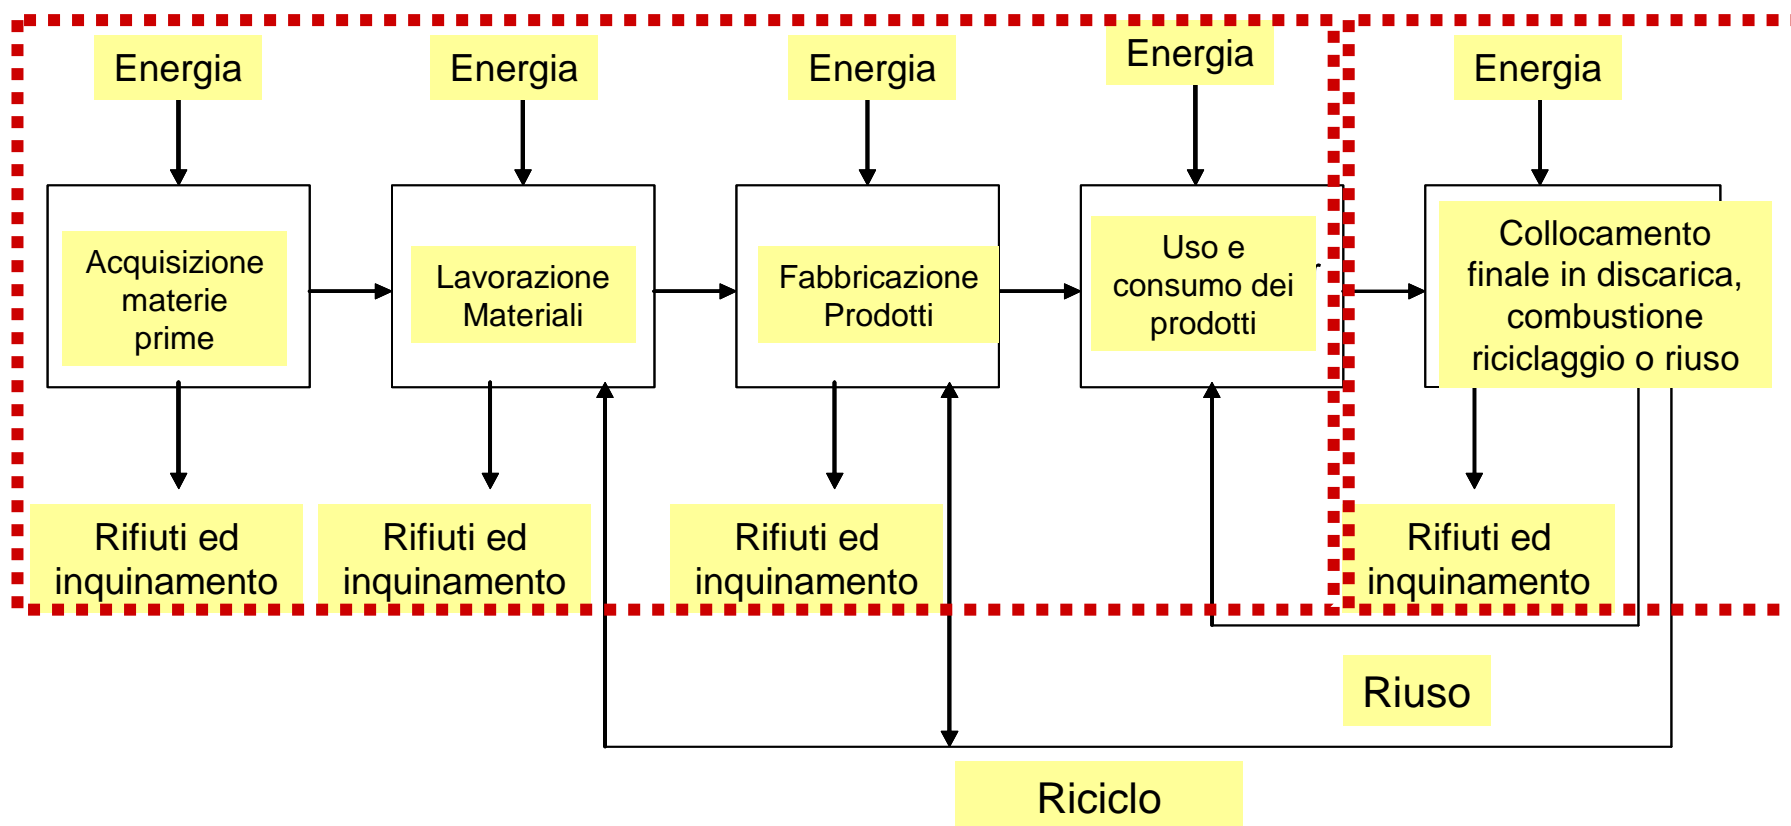 Energia
Energia
Energia
Energia
Energia
Acquisizione
materie
prime
Lavorazione
Materiali
Fabbricazione
Prodotti
Uso e
consumo dei
prodotti
Collocamento
finale in discarica,
combustione
riciclaggio o riuso
Rifiuti ed
inquinamento
Rifiuti ed
inquinamento
Rifiuti ed
inquinamento
Rifiuti ed
inquinamento
Riuso
Riciclo